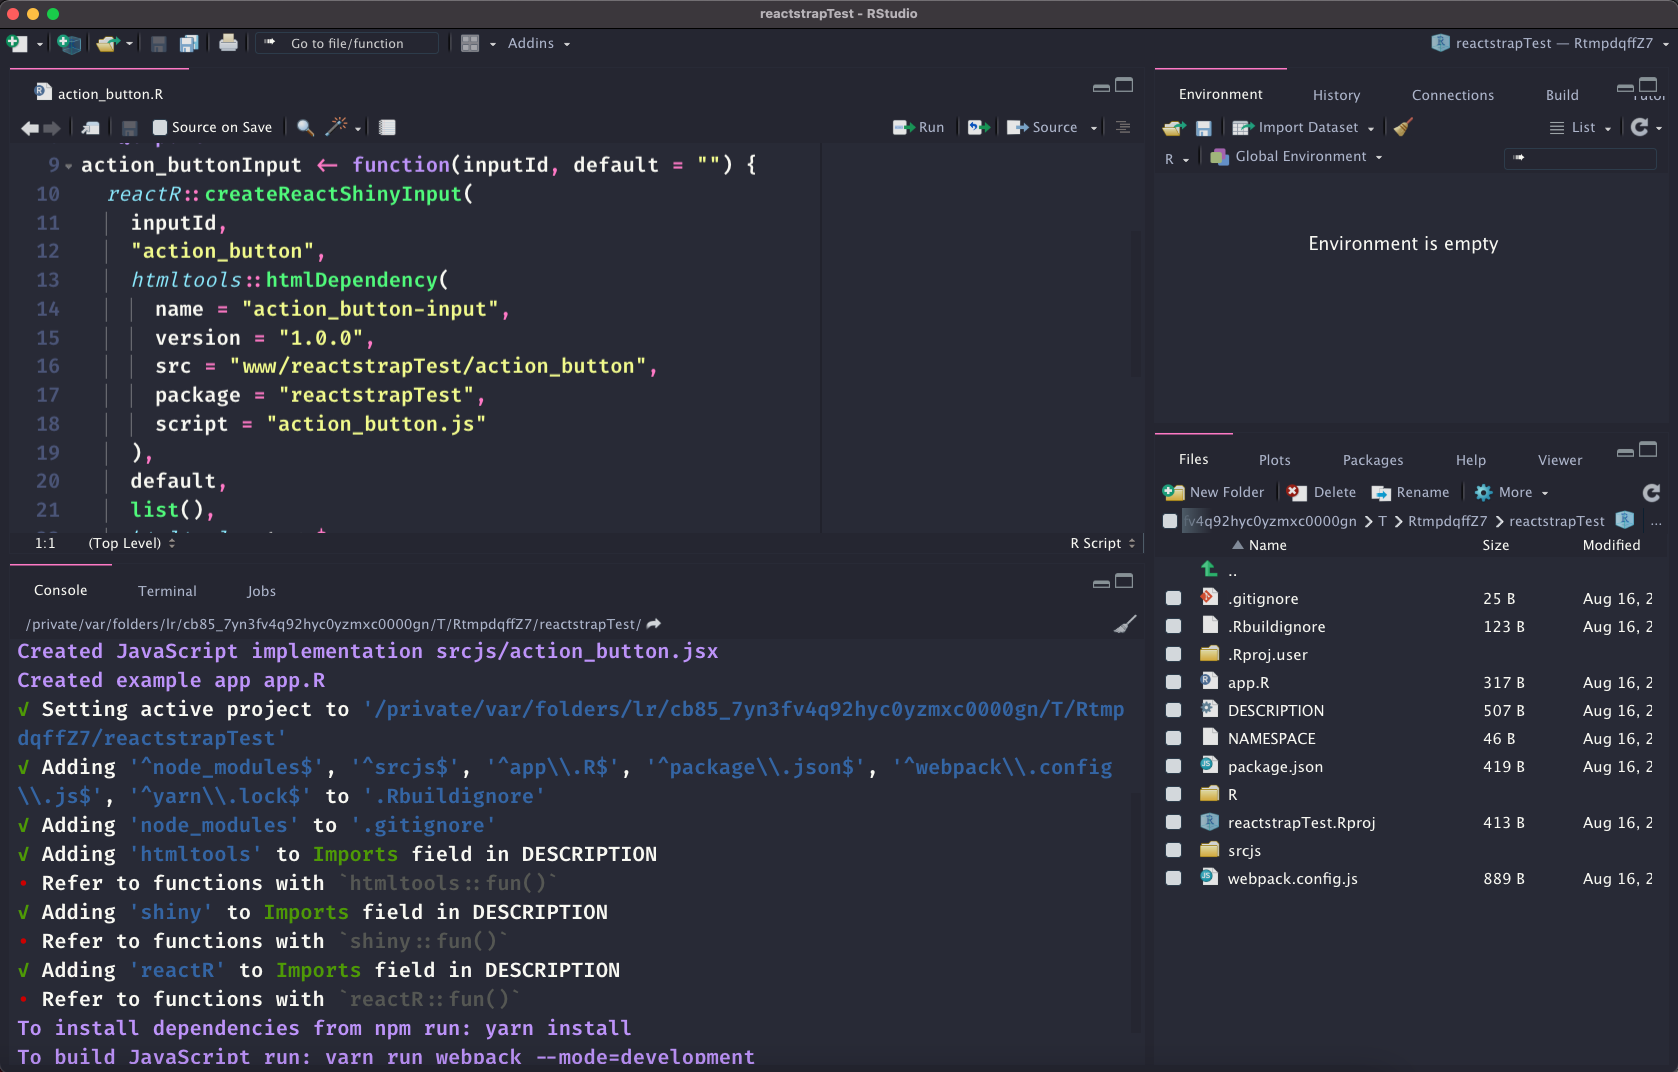 reactstrapTest - RStudio
Go to file/function
Addins
reactstrapTest — RtmpdqffZ7
action_button.R
Source on Save
Run
Source
9 action_buttonInput <- function(inputId, default = "") {
10 reactR::createReactShinyInput(
11 inputId,
12 "action_button",
13 htmltools::htmlDependency(
14 name = "action_button-input",
15 version = "1.0.0",
16 src = "www/reactstrapTest/action_button",
17 package = "reactstrapTest",
18 script = "action_button.js"
19 ),
20 default,
21 list(),
1:1 (Top Level)
R Script
Console Terminal Jobs
/private/var/folders/lr/cb85_7yn3fv4q92hyc0yzmxc0000gn/T/RtmpdqffZ7/reactstrapTest/
Created JavaScript implementation srcjs/action_button.jsx
Created example app app.R
√ Setting active project to '/private/var/folders/lr/cb85_7yn3fv4q92hyc0yzmxc0000gn/T/Rtmp
dqffZ7/reactstrapTest'
√ Adding '^node_modules$', '^srcjs$', '^app\\.R$', '^package\\.json$', '^webpack\\.config
\\.js$', '^yarn\\.lock$' to '.Rbuildignore'
√ Adding 'node_modules' to '.gitignore'
√ Adding 'htmltools' to Imports field in DESCRIPTION
• Refer to functions with `htmltools::fun()`
√ Adding 'shiny' to Imports field in DESCRIPTION
• Refer to functions with `shiny::fun()`
√ Adding 'reactR' to Imports field in DESCRIPTION
• Refer to functions with `reactR::fun()`
To install dependencies from npm run: yarn install
To build JavaScript run: yarn run webpack --mode=development
Environment History Connections Build
Import Dataset
List
R
Global Environment
Environment is empty
Files Plots Packages Help Viewer
New Folder Delete Rename More
fv4q92hyc0yzmxc0000gn > T > RtmpdqffZ7 > reactstrapTest ...
Name Size Modified
..
.gitignore 25 B Aug 16, 2
.Rbuildignore 123 B Aug 16, 2
.Rproj.user
app.R 317 B Aug 16, 2
DESCRIPTION 507 B Aug 16, 2
NAMESPACE 46 B Aug 16, 2
package.json 419 B Aug 16, 2
R
reactstrapTest.Rproj 413 B Aug 16, 2
srcjs
webpack.config.js 889 B Aug 16, 2